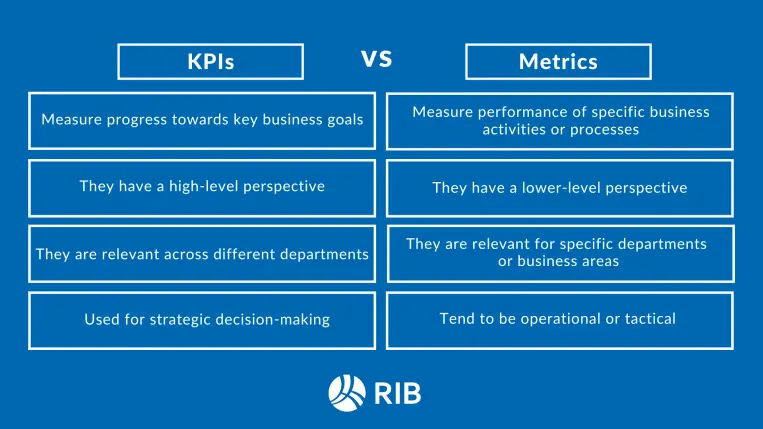 KPIs
vs
Metrics
Measure progress towards key business goals
Measure performance of specific business
activities or processes
They have a high-level perspective
They have a lower-level perspective
They are relevant across different departments
They are relevant for specific departments
or business areas
Used for strategic decision-making
Tend to be operational or tactical
RIB